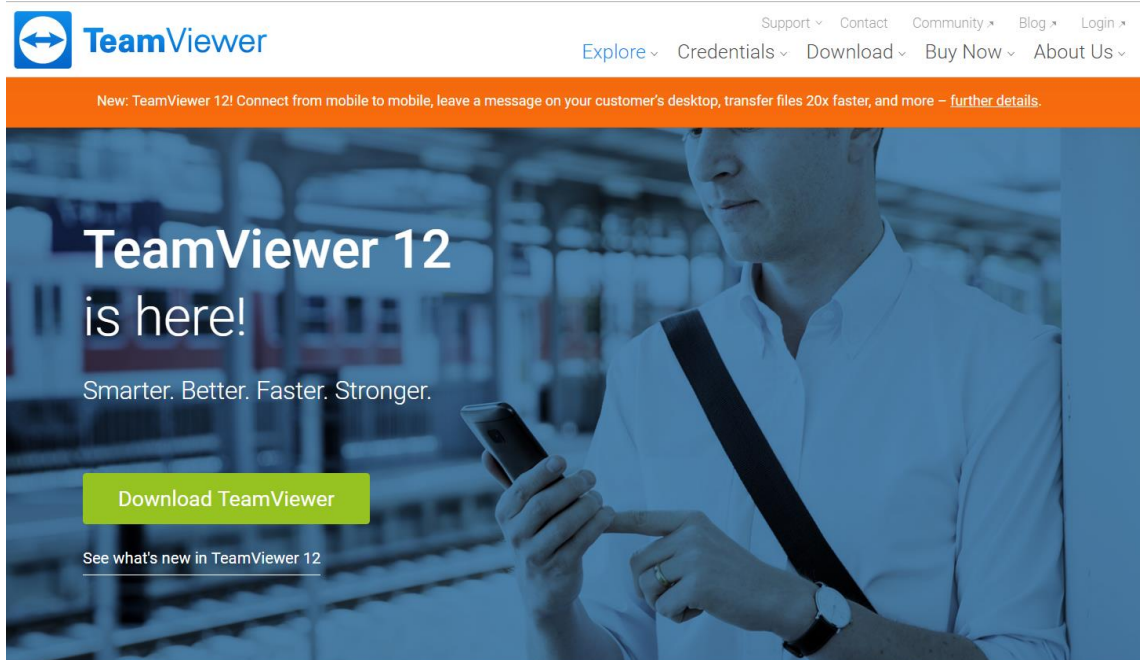 TeamViewer
Support Contact Community Blog Login
Explore Credentials Download Buy Now About Us
New: TeamViewer 12! Connect from mobile to mobile, leave a message on your customer's desktop, transfer files 20x faster, and more – further details.
TeamViewer 12
is here!
Smarter. Better. Faster. Stronger.
Download TeamViewer
See what's new in TeamViewer 12